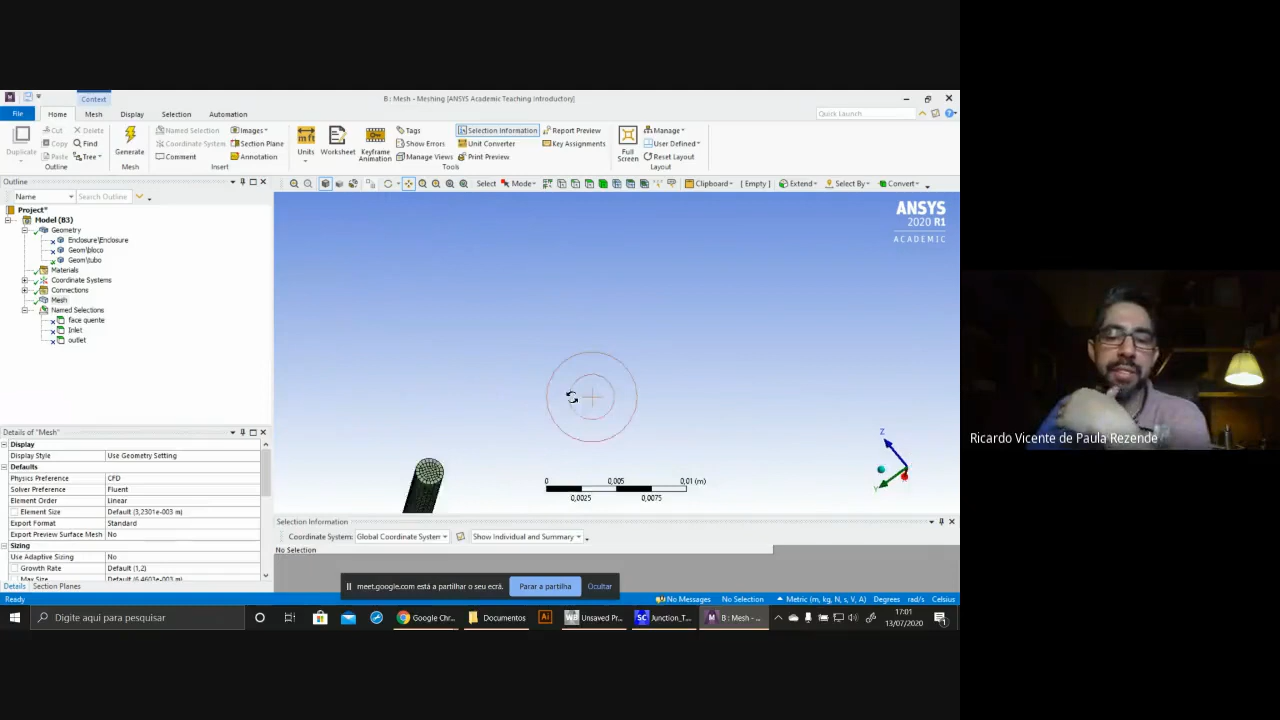 Context
B : Mesh - Meshing [ANSYS Academic Teaching Introductory]
File Home Mesh Display Selection Automation
Quick Launch
Duplicate
Cut
Copy
Paste
Delete
Find
Tree
Outline
Generate
Mesh
Named Selection
Coordinate System
Comment
Images
Section Plane
Annotation
Insert
Units
Worksheet
Keyframe
Animation
Tags
Show Errors
Manage Views
Selection Information
Unit Converter
Print Preview
Report Preview
Key Assignments
Tools
Full
Screen
Manage
User Defined
Reset Layout
Layout
Outline
Select Mode Clipboard [ Empty ] Extend Select By Convert
Name Search Outline
Project*
Model (B3)
Geometry
Enclosure\Enclosure
Geom\bloco
Geom\tubo
Materials
Coordinate Systems
Connections
Mesh
Named Selections
face quente
Inlet
outlet
ANSYS
2020 R1
ACADEMIC
Z
Y
0 0,005 0,01 (m)
0,0025 0,0075
Details of "Mesh"
Display
Display Style Use Geometry Setting
Defaults
Physics Preference CFD
Solver Preference Fluent
Element Order Linear
Element Size Default (3,2301e-003 m)
Export Format Standard
Export Preview Surface Mesh No
Sizing
Use Adaptive Sizing No
Growth Rate Default (1,2)
Max Size Default (6,4603e-003 m)
Details Section Planes
Selection Information
Coordinate System: Global Coordinate System Show Individual and Summary
No Selection
meet.google.com está a partilhar o seu ecrã. Parar a partilha Ocultar
Ready No Messages No Selection Metric (m, kg, N, s, V, A) Degrees rad/s Celsius
Digite aqui para pesquisar Google Chr... Documentos Ai Unsaved Pr... SC Junction_T... M B : Mesh - ... 17:01
13/07/2020
Ricardo Vicente de Paula Rezende